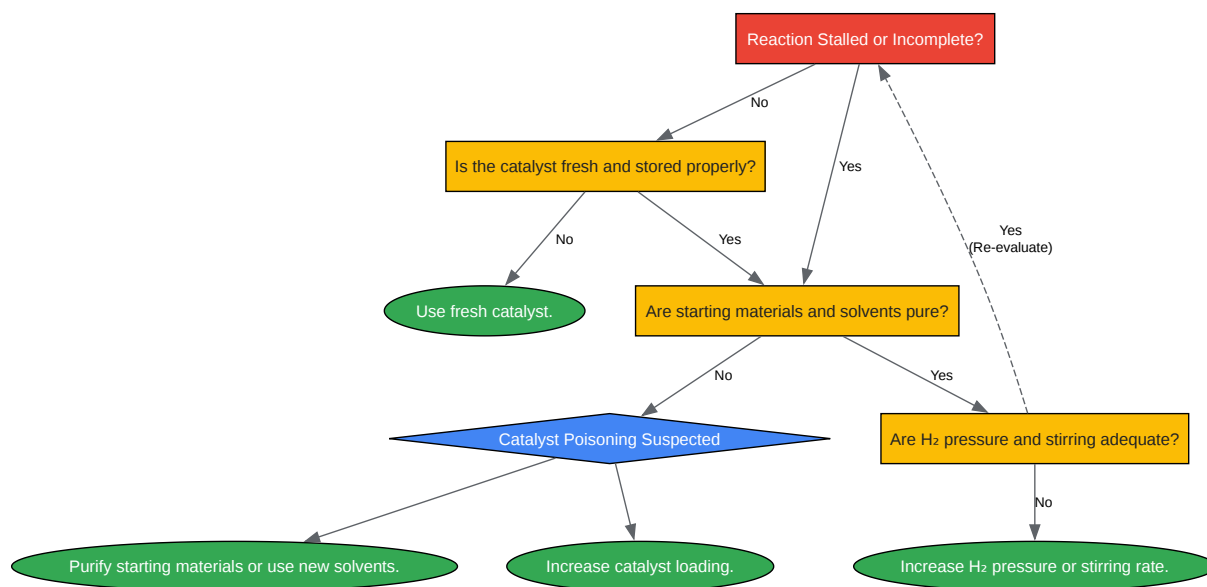 Reaction Stalled or Incomplete?
No
Is the catalyst fresh and stored properly?
Yes
Yes
(Re-evaluate)
No
Yes
Use fresh catalyst.
Are starting materials and solvents pure?
No
Yes
Catalyst Poisoning Suspected
Are H₂ pressure and stirring adequate?
No
Purify starting materials or use new solvents.
Increase catalyst loading.
Increase H₂ pressure or stirring rate.